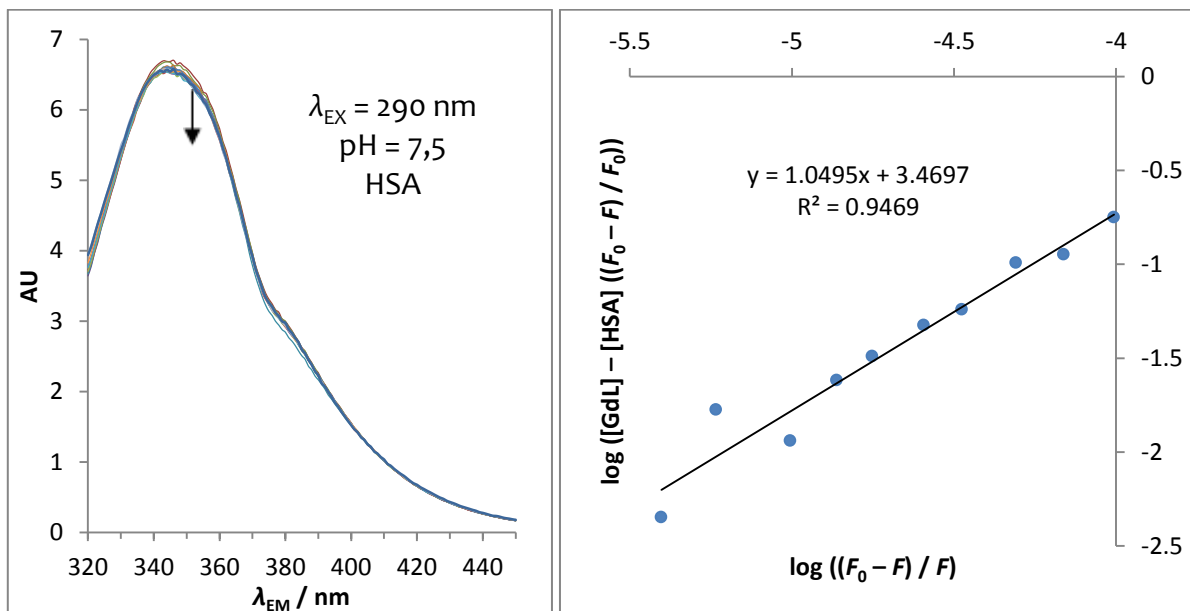 7
6
5
4
3
2
1
0
AU
320 340 360 380 400 420 440
λEM / nm
λEX = 290 nm
pH = 7,5
HSA
-5.5 -5 -4.5 -4
0
-0.5
-1
-1.5
-2
-2.5
y = 1.0495x + 3.4697
R² = 0.9469
log ([GdL] – [HSA] ((F₀ – F) / F₀))
log ((F₀ – F) / F)